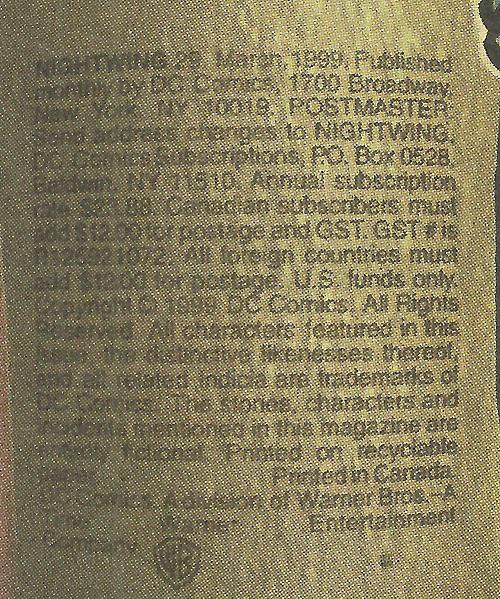 NIGHTWING 29. March, 1999. Published
monthly by DC Comics, 1700 Broadway,
New York, NY 10019. POSTMASTER:
Send address changes to NIGHTWING,
DC Comics Subscriptions, P.O. Box 0528,
Baldwin, NY 11510. Annual subscription
rate $23.88. Canadian subscribers must
add $12.00 for postage and GST. GST # is
R125921072. All foreign countries must
add $12.00 for postage. U.S. funds only.
Copyright © 1999 DC Comics. All Rights
Reserved. All characters featured in this
issue, the distinctive likenesses thereof,
and all related indicia are trademarks of
DC Comics. The stories, characters and
incidents mentioned in this magazine are
entirely fictional. Printed on recyclable
paper. Printed in Canada.
DC Comics. A division of Warner Bros.–A
Time Warner Entertainment
Company
WB